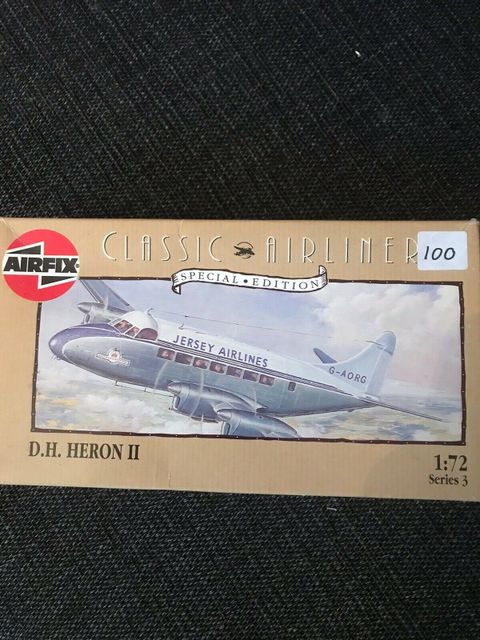 CLASSIC AIRLINER
100
AIRFIX
SPECIAL • EDITION
JERSEY AIRLINES
G-AORG
D.H. HERON II
1:72
Series 3